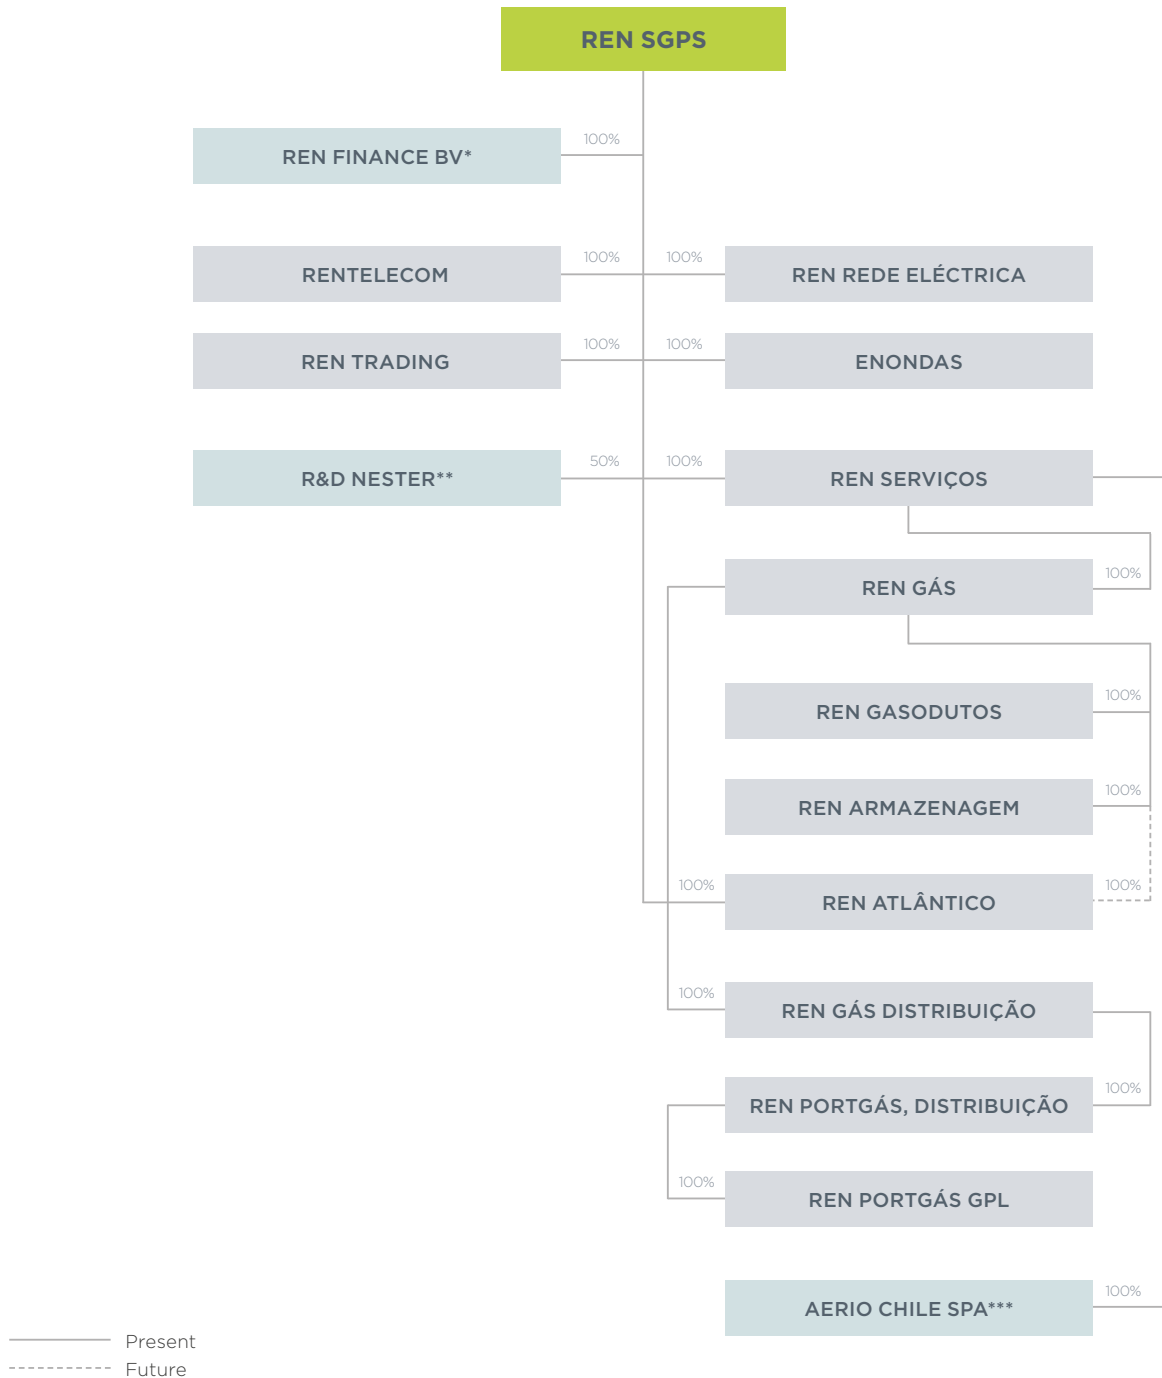 REN SGPS
100%
REN FINANCE BV*
100%
100%
RENTELECOM
REN REDE ELÉCTRICA
100%
100%
REN TRADING
ENONDAS
50%
100%
R&D NESTER**
REN SERVIÇOS
100%
REN GÁS
100%
REN GASODUTOS
100%
REN ARMAZENAGEM
100%
100%
REN ATLÂNTICO
100%
REN GÁS DISTRIBUIÇÃO
100%
REN PORTGÁS, DISTRIBUIÇÃO
100%
REN PORTGÁS GPL
100%
AERIO CHILE SPA***
Present
Future